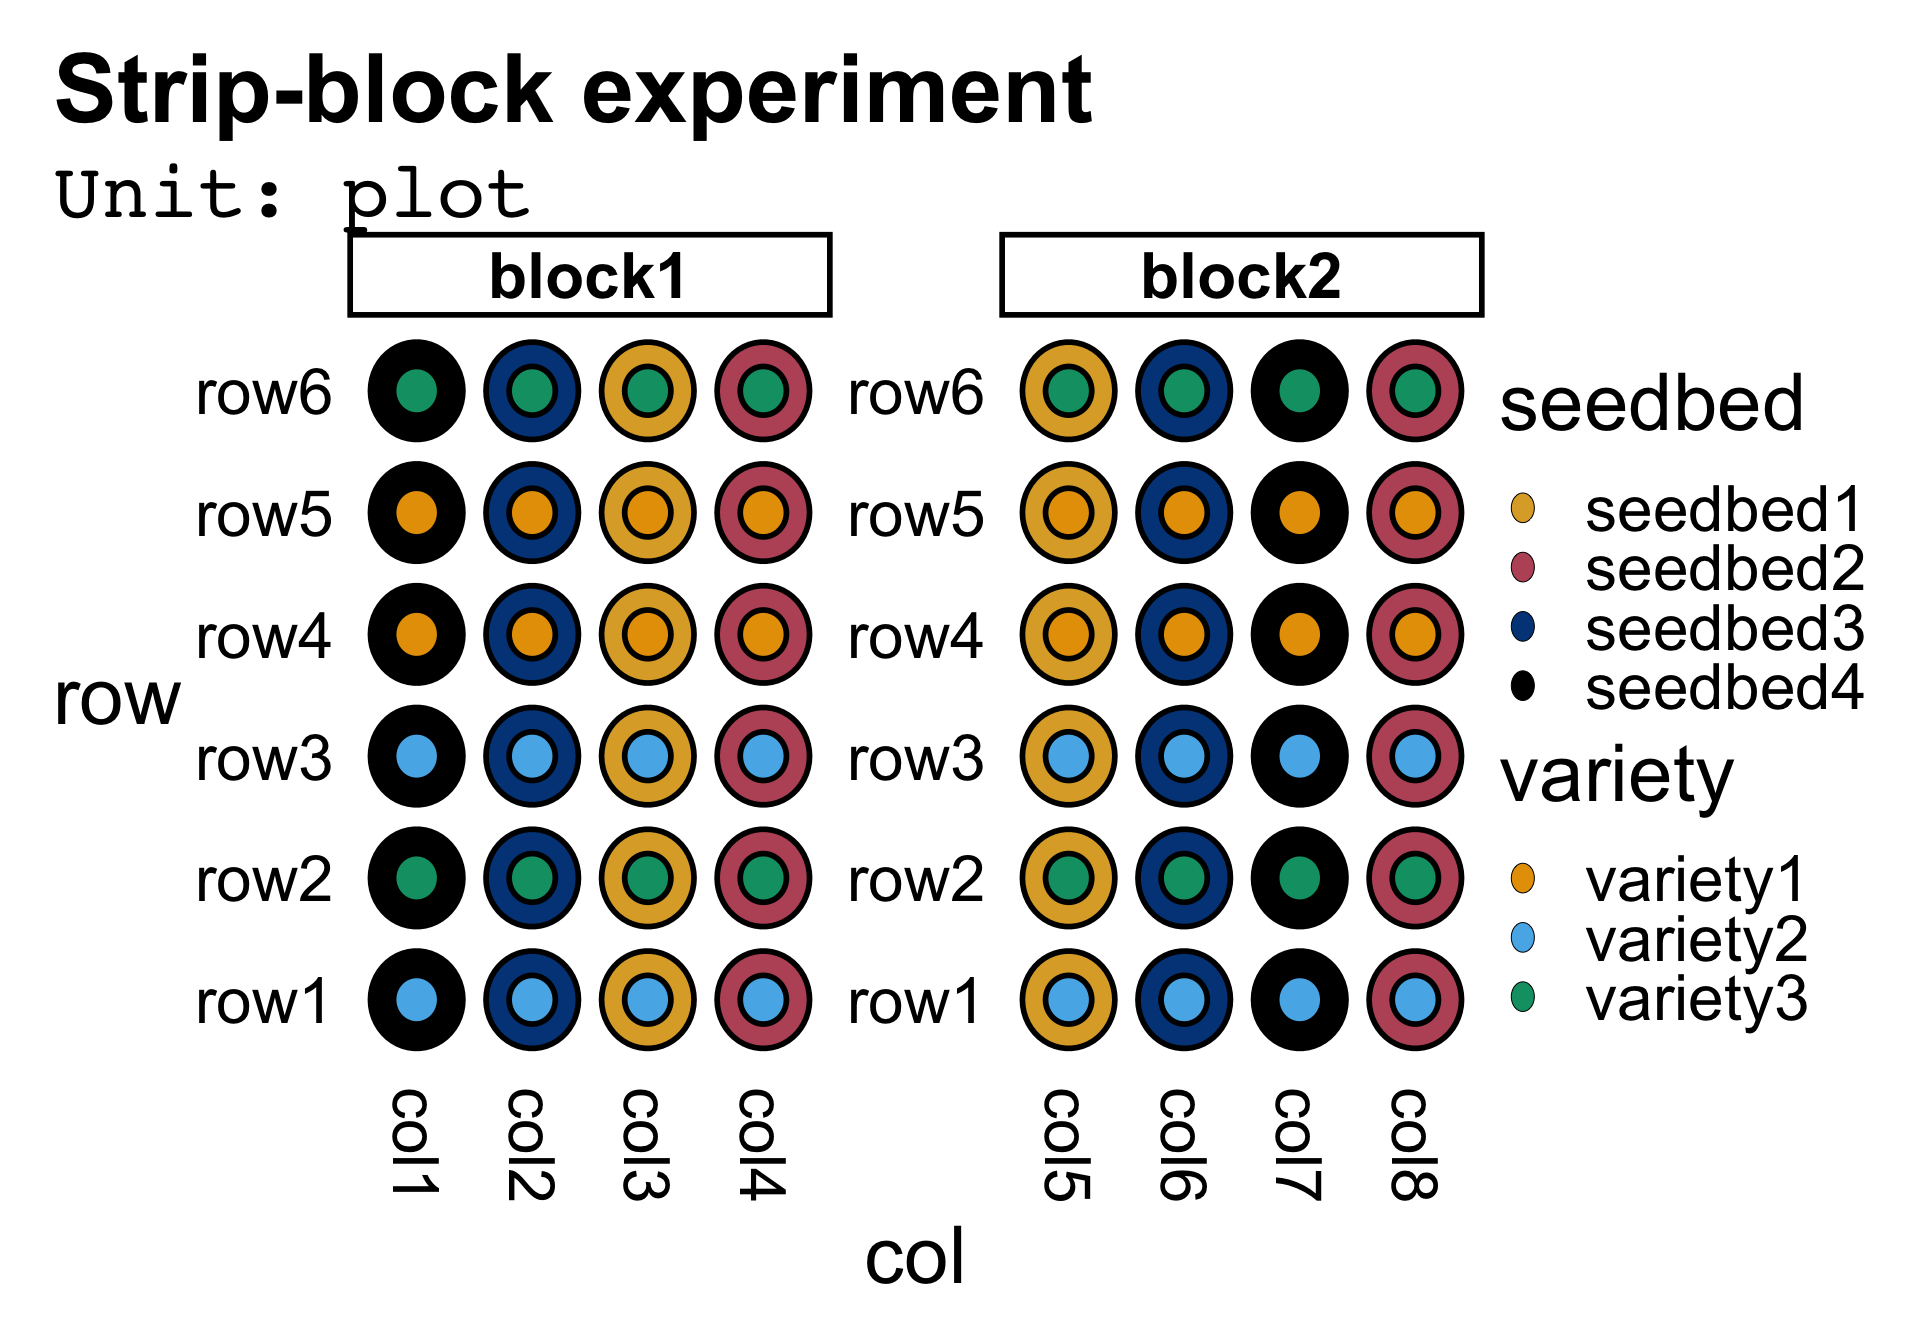 Strip-block experiment
Unit: plot
block1
block2
row6
row5
row4
row3
row2
row1
row
row6
row5
row4
row3
row2
row1
col1
col2
col3
col4
col5
col6
col7
col8
col
seedbed
seedbed1
seedbed2
seedbed3
seedbed4
variety
variety1
variety2
variety3